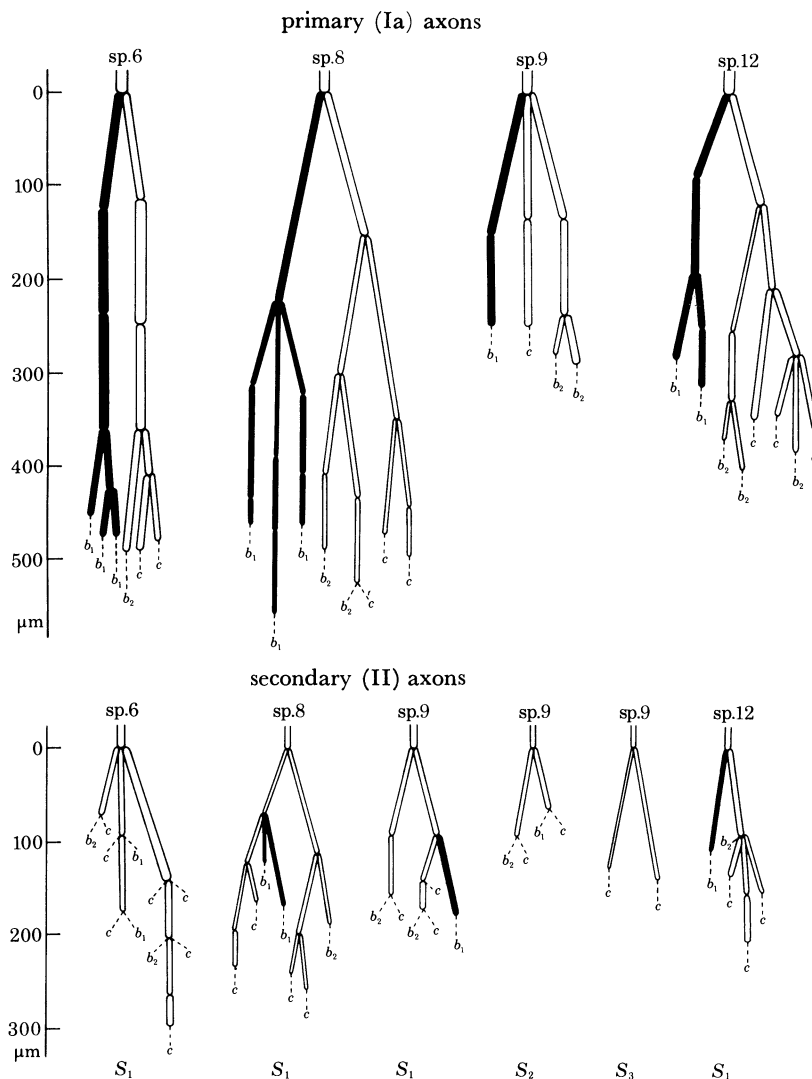 primary (Ia) axons
sp.6 sp.8 sp.9 sp.12
0
100
200
300
400
500
µm
b₁ b₁ b₁ b₂ c c
b₁ b₁ b₁ b₂ b₂ c c c
b₁ c b₂ b₂
b₁ b₁ b₂ b₂ c c b₂
secondary (II) axons
sp.6 sp.8 sp.9 sp.9 sp.9 sp.12
0
100
200
300
µm
b₂ c c b₁ c b₁ c c b₂ c c
c c b₁ b₁ c c b₂
b₂ c c b₂ c b₁
b₂ c b₁ c
c c
b₁ b₂ c c c
S₁ S₁ S₁ S₂ S₃ S₁